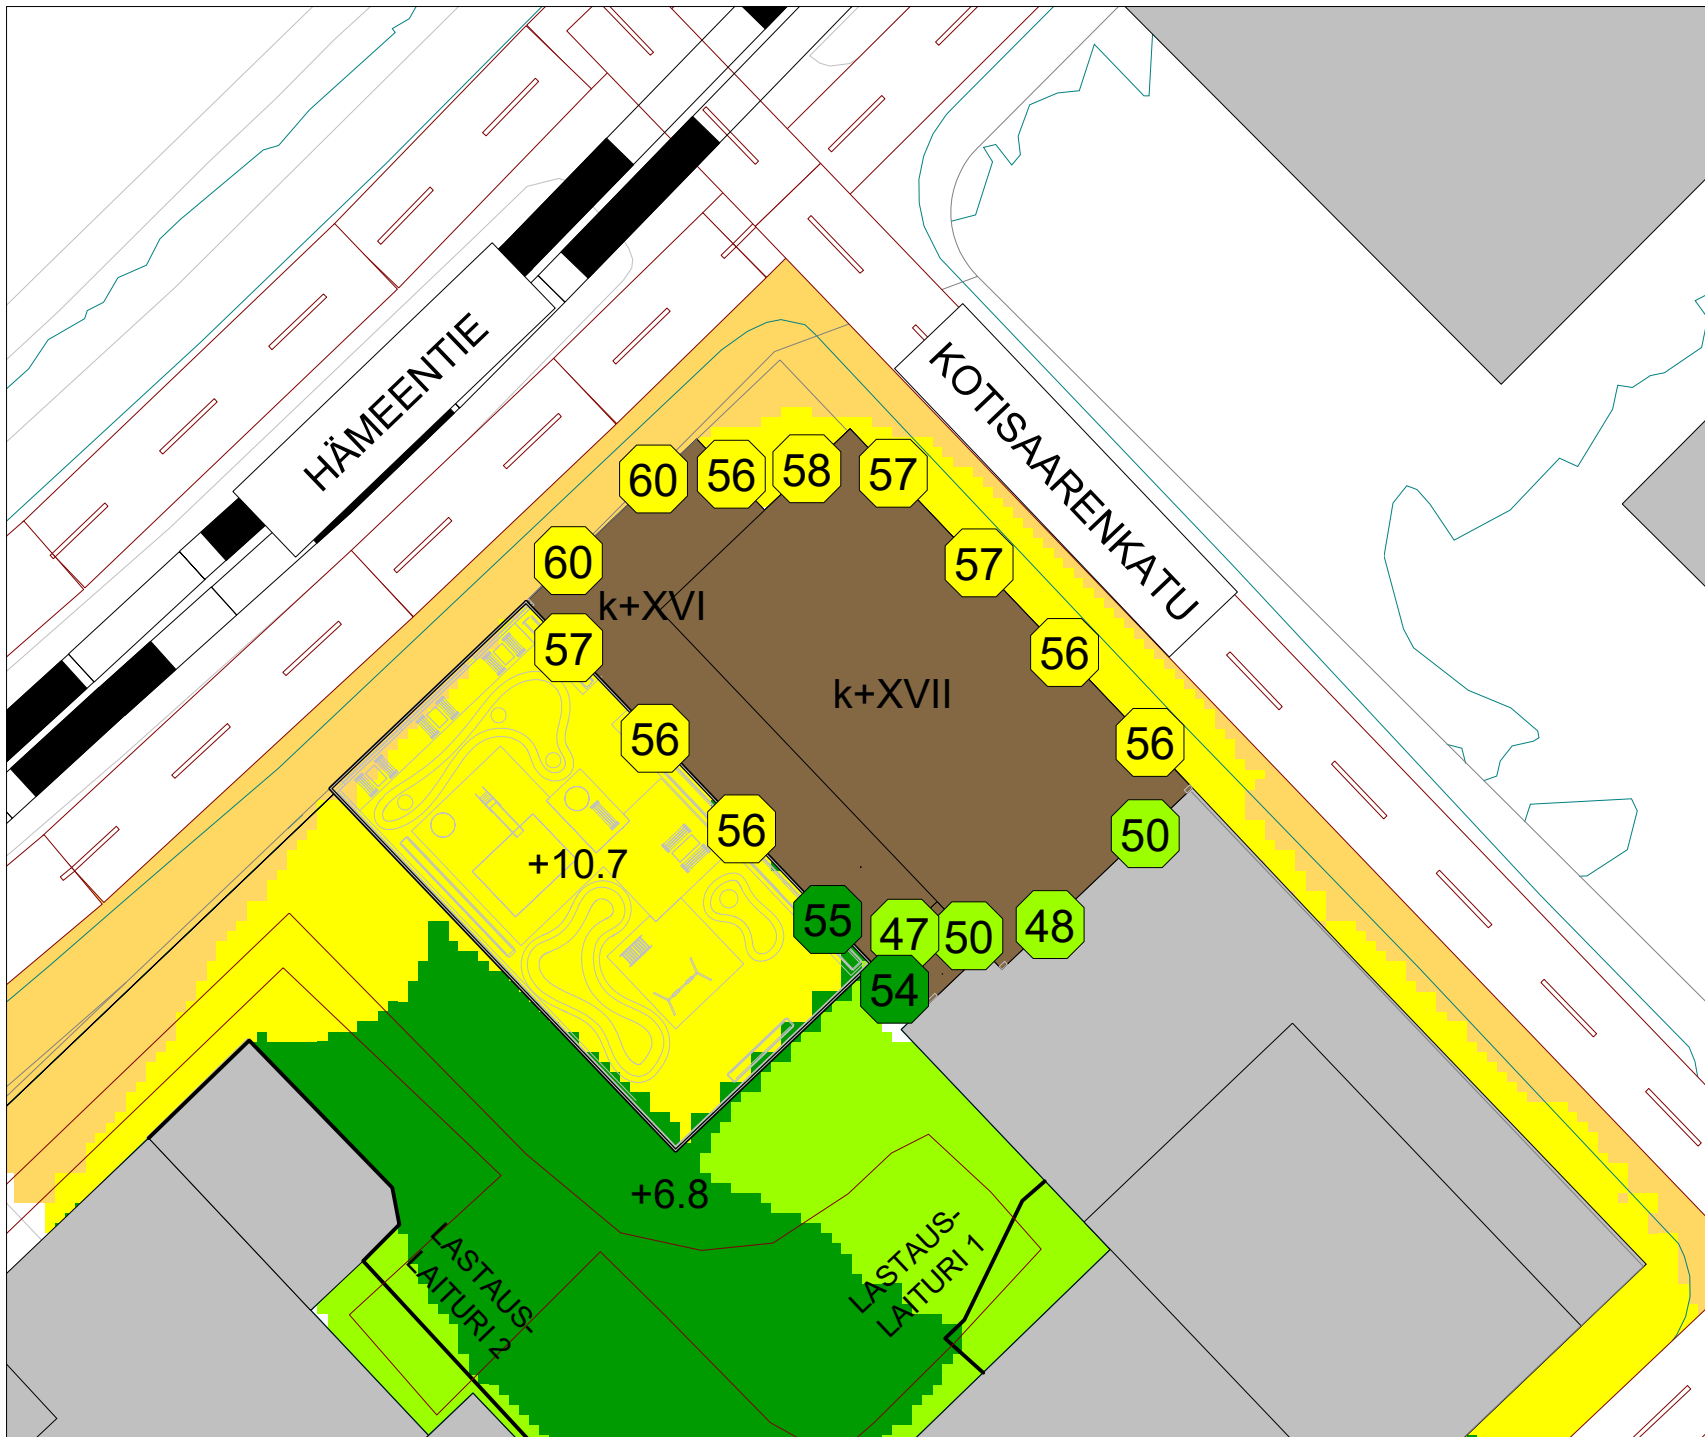 HÄMEENTIE
KOTISAARENKATU
60
56
58
57
60
57
k+XVI
57
56
k+XVII
56
56
56
50
+10.7
55
47
50
48
54
+6.8
LASTAUS-
LAITURI 1
LASTAUS-
LAITURI 2